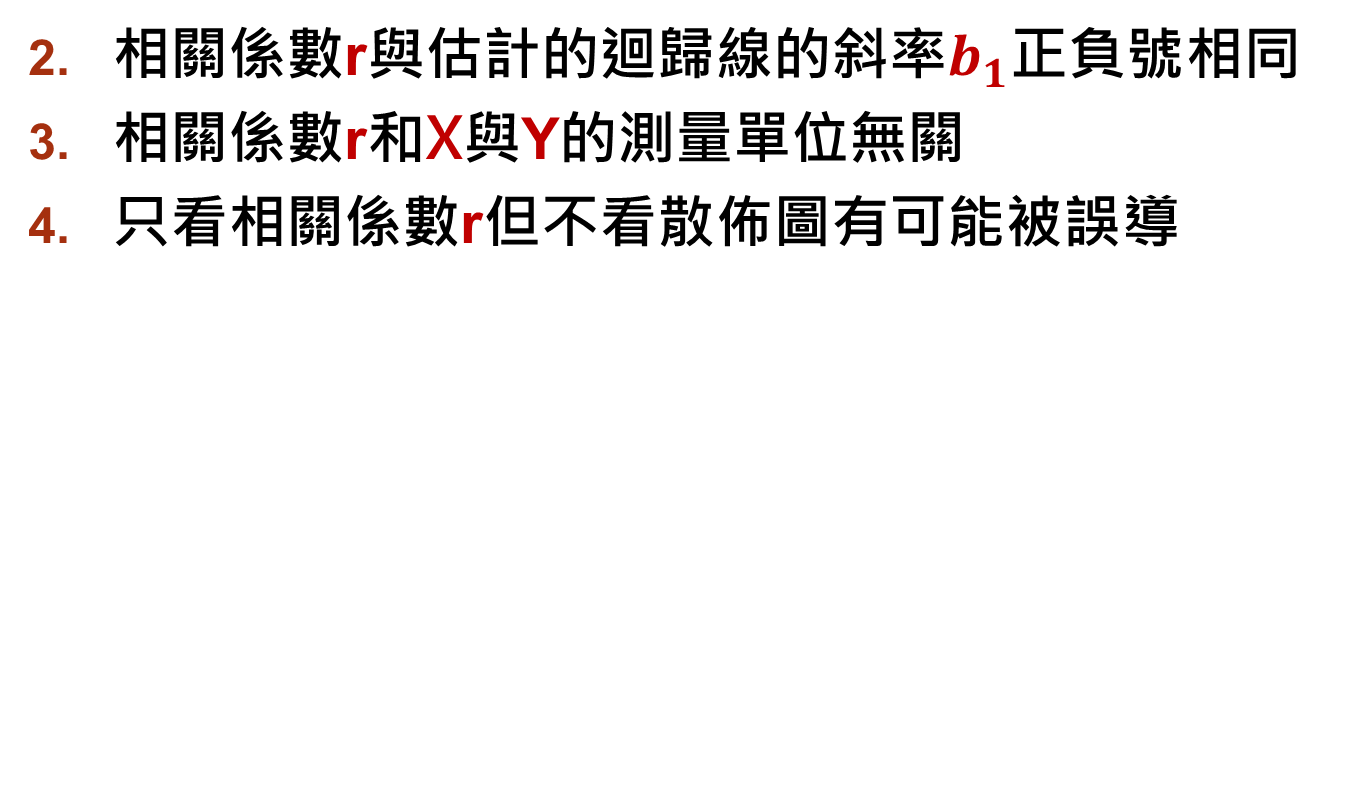 2. 相關係數r與估計的迴歸線的斜率b₁正負號相同
3. 相關係數r和X與Y的測量單位無關
4. 只看相關係數r但不看散佈圖有可能被誤導